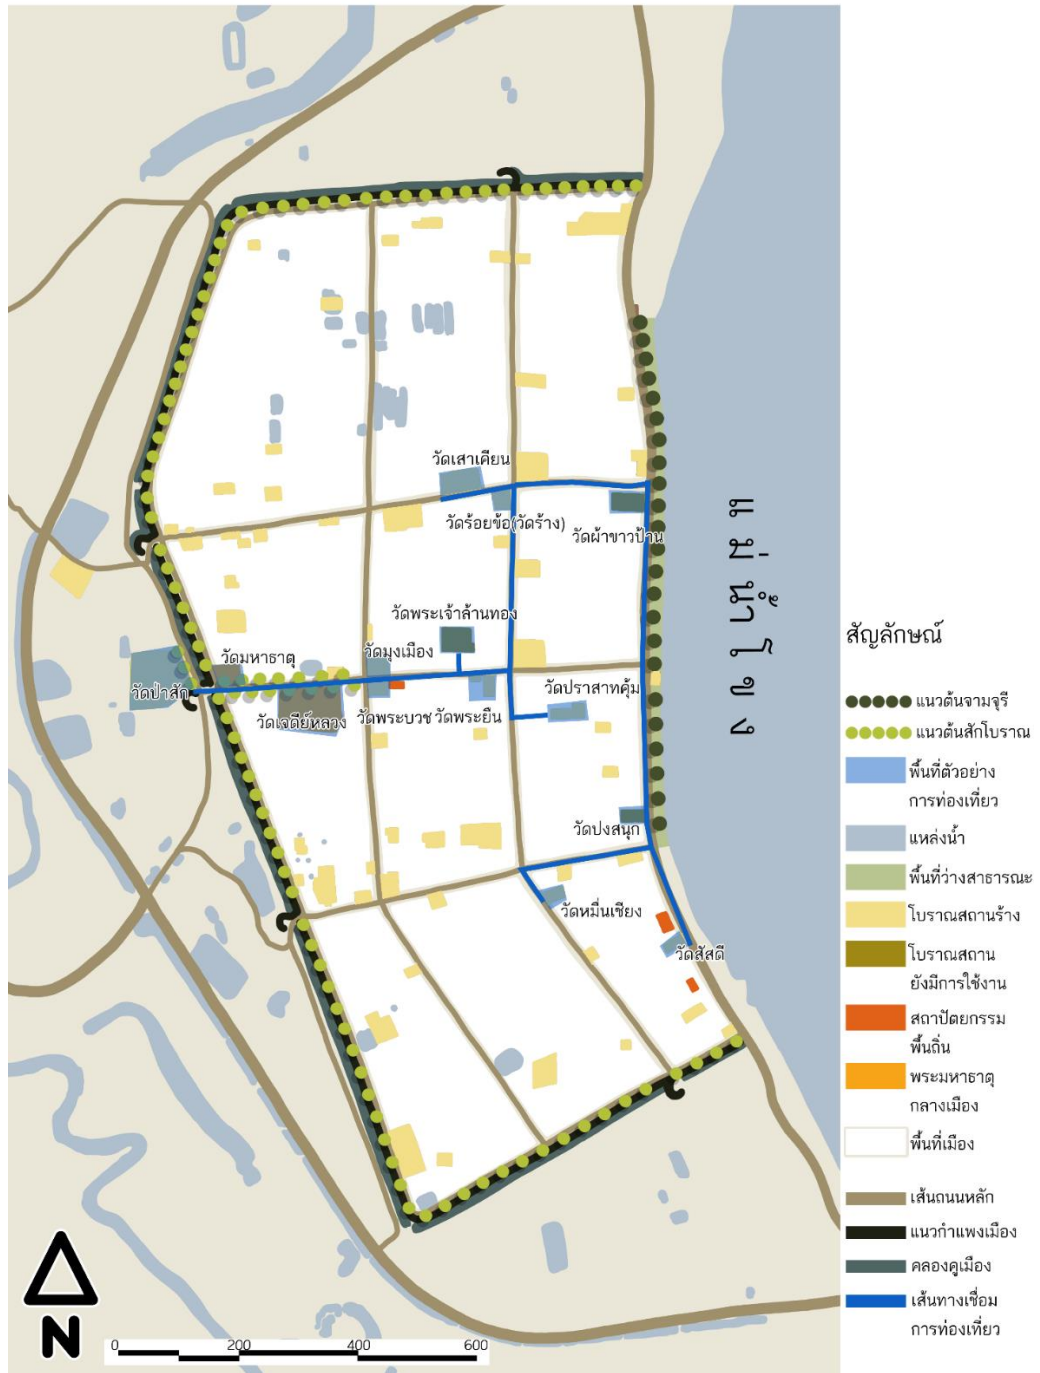 วัดเสาเคียน
วัดร้อยข้อ(วัดร้าง)
วัดผ้าขาวป้าน
แม่น้ำโขง
วัดพระเจ้าล้านทอง
วัดมุงเมือง
วัดมหาธาตุ
วัดป่าสัก
วัดเจดีย์หลวง
วัดพระบวช
วัดพระยืน
วัดปราสาทคุ้ม
วัดปงสนุก
วัดหมื่นเชียง
วัดสัสดี
สัญลักษณ์
แนวต้นจามจุรี
แนวต้นสักโบราณ
พื้นที่ตัวอย่าง
การท่องเที่ยว
แหล่งน้ำ
พื้นที่ว่างสาธารณะ
โบราณสถานร้าง
โบราณสถาน
ยังมีการใช้งาน
สถาปัตยกรรม
พื้นถิ่น
พระมหาธาตุ
กลางเมือง
พื้นที่เมือง
เส้นถนนหลัก
แนวกำแพงเมือง
คลองคูเมือง
เส้นทางเชื่อม
การท่องเที่ยว
N
0 200 400 600